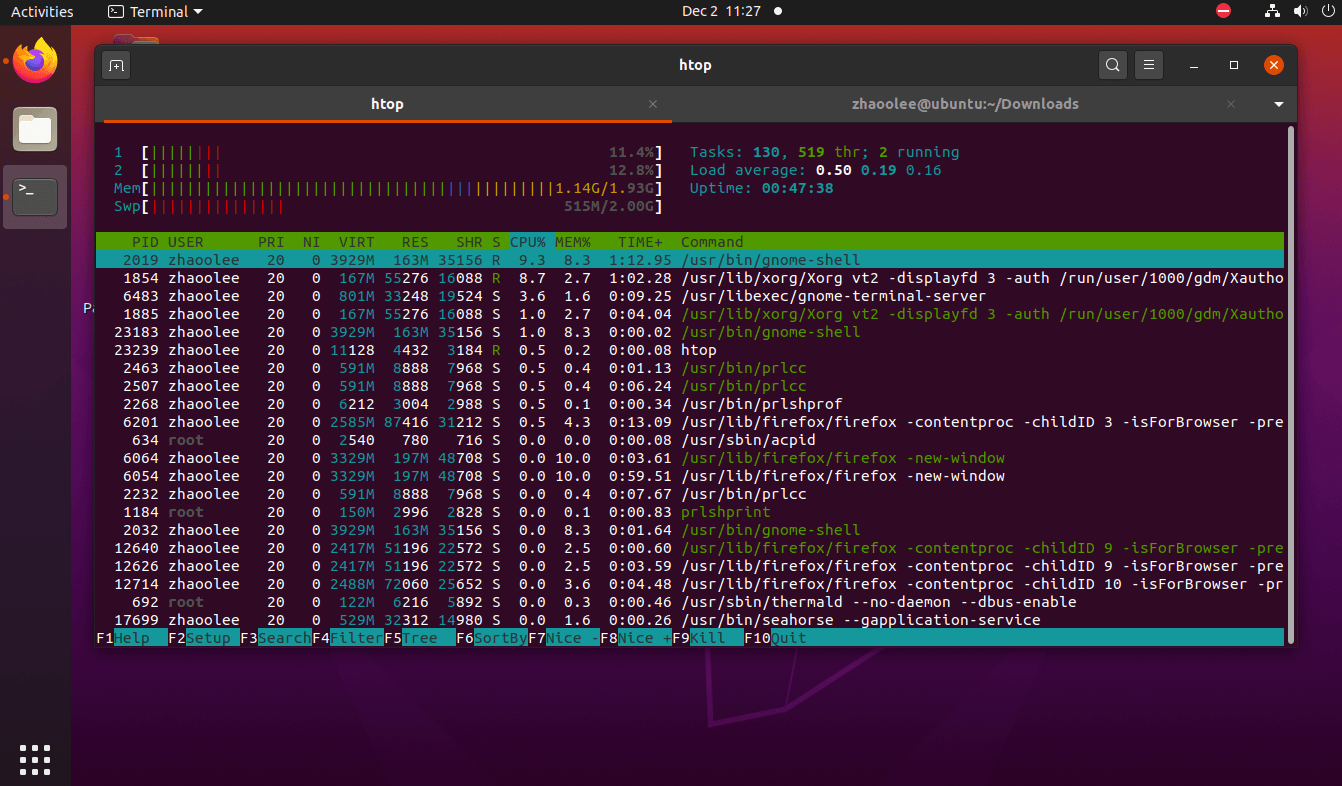 Activities Terminal Dec 2 11:27
htop
htop zhaoolee@ubuntu:~/Downloads
1 [|||||||| 11.4%] Tasks: 130, 519 thr; 2 running
2 [|||||||| 12.8%] Load average: 0.50 0.19 0.16
Mem[|||||||||||||||||||||||||||||||||||||||||||||1.14G/1.93G] Uptime: 00:47:38
Swp[||||||||||||||| 515M/2.00G]
PID USER PRI NI VIRT RES SHR S CPU% MEM% TIME+ Command
2019 zhaoolee 20 0 3929M 163M 35156 R 9.3 8.3 1:12.95 /usr/bin/gnome-shell
1854 zhaoolee 20 0 167M 55276 16088 R 8.7 2.7 1:02.28 /usr/lib/xorg/Xorg vt2 -displayfd 3 -auth /run/user/1000/gdm/Xautho
6483 zhaoolee 20 0 801M 33248 19524 S 3.6 1.6 0:09.25 /usr/libexec/gnome-terminal-server
1885 zhaoolee 20 0 167M 55276 16088 S 1.0 2.7 0:04.04 /usr/lib/xorg/Xorg vt2 -displayfd 3 -auth /run/user/1000/gdm/Xautho
23183 zhaoolee 20 0 3929M 163M 35156 S 1.0 8.3 0:00.02 /usr/bin/gnome-shell
23239 zhaoolee 20 0 11128 4432 3184 R 0.5 0.2 0:00.08 htop
2463 zhaoolee 20 0 591M 8888 7968 S 0.5 0.4 0:01.13 /usr/bin/prlcc
2507 zhaoolee 20 0 591M 8888 7968 S 0.5 0.4 0:06.24 /usr/bin/prlcc
2268 zhaoolee 20 0 6212 3004 2988 S 0.5 0.1 0:00.34 /usr/bin/prlshprof
6201 zhaoolee 20 0 2585M 87416 31212 S 0.5 4.3 0:13.09 /usr/lib/firefox/firefox -contentproc -childID 3 -isForBrowser -pre
634 root 20 0 2540 780 716 S 0.0 0.0 0:00.08 /usr/sbin/acpid
6064 zhaoolee 20 0 3329M 197M 48708 S 0.0 10.0 0:03.61 /usr/lib/firefox/firefox -new-window
6054 zhaoolee 20 0 3329M 197M 48708 S 0.0 10.0 0:59.51 /usr/lib/firefox/firefox -new-window
2232 zhaoolee 20 0 591M 8888 7968 S 0.0 0.4 0:07.67 /usr/bin/prlcc
1184 root 20 0 150M 2996 2828 S 0.0 0.1 0:00.83 prlshprint
2032 zhaoolee 20 0 3929M 163M 35156 S 0.0 8.3 0:01.64 /usr/bin/gnome-shell
12640 zhaoolee 20 0 2417M 51196 22572 S 0.0 2.5 0:00.60 /usr/lib/firefox/firefox -contentproc -childID 9 -isForBrowser -pre
12626 zhaoolee 20 0 2417M 51196 22572 S 0.0 2.5 0:03.59 /usr/lib/firefox/firefox -contentproc -childID 9 -isForBrowser -pre
12714 zhaoolee 20 0 2488M 72060 25652 S 0.0 3.6 0:04.48 /usr/lib/firefox/firefox -contentproc -childID 10 -isForBrowser -pr
692 root 20 0 122M 6216 5892 S 0.0 0.3 0:00.46 /usr/sbin/thermald --no-daemon --dbus-enable
17699 zhaoolee 20 0 529M 32312 14980 S 0.0 1.6 0:00.26 /usr/bin/seahorse --gapplication-service
F1Help F2Setup F3SearchF4FilterF5Tree F6SortByF7Nice -F8Nice +F9Kill F10Quit